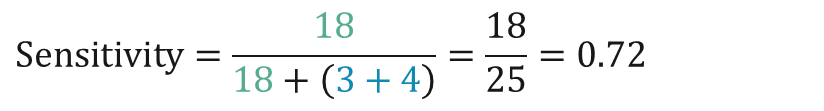 Sensitivity = 18 / (18 + (3 + 4)) = 18 / 25 = 0.72